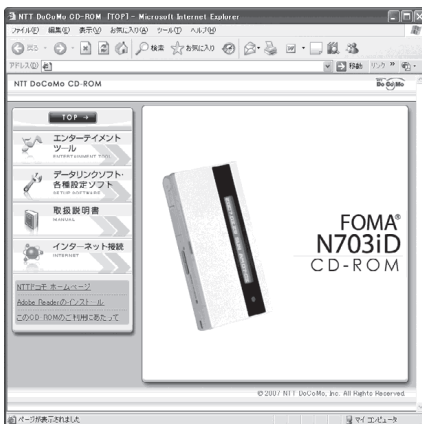 NTT DoCoMo CD-ROM [TOP] - Microsoft Internet Explorer
ファイル(F) 編集(E) 表示(V) お気に入り(A) ツール(T) ヘルプ(H)
戻る 検索 お気に入り
アドレス(D) 移動 リンク »
NTT DoCoMo CD-ROM
DoCoMo
TOP →
エンターテイメント
ツール
ENTERTAINMENT TOOL
データリンクソフト・
各種設定ソフト
SETUP SOFTWARE
取扱説明書
MANUAL
インターネット接続
INTERNET
NTTドコモ ホームページ
Adobe Readerのインストール
このCD-ROMのご利用にあたって
FOMA®
N703iD
CD-ROM
© 2007 NTT DoCoMo, Inc. All Rights Reserved.
ページが表示されました
マイ コンピュータ